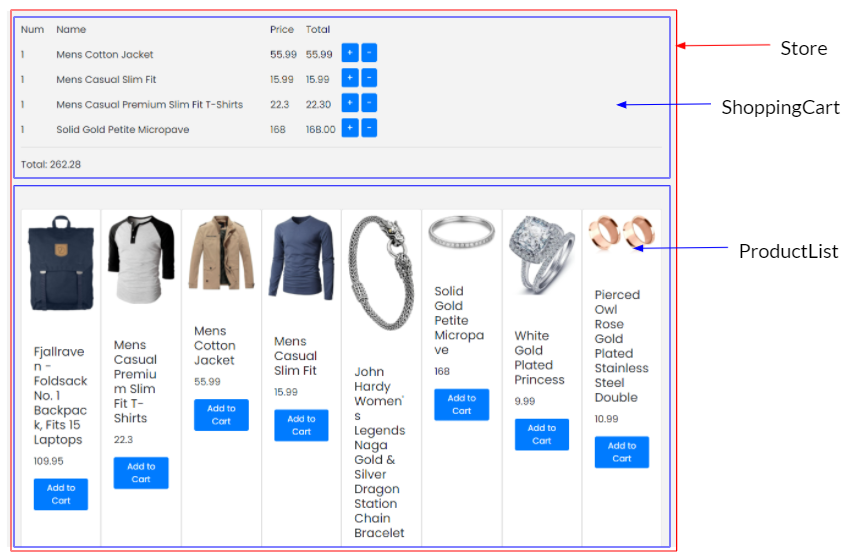 Num Name Price Total
1 Mens Cotton Jacket 55.99 55.99 + -
1 Mens Casual Slim Fit 15.99 15.99 + -
1 Mens Casual Premium Slim Fit T-Shirts 22.3 22.30 + -
1 Solid Gold Petite Micropave 168 168.00 + -
Total: 262.28
Store
ShoppingCart
ProductList
Fjallrave
n -
Foldsack
No. 1
Backpac
k, Fits 15
Laptops
109.95
Add to
Cart
Mens
Casual
Premiu
m Slim
Fit T-
Shirts
22.3
Add to
Cart
Mens
Cotton
Jacket
55.99
Add to
Cart
Mens
Casual
Slim Fit
15.99
Add to
Cart
John
Hardy
Women'
s
Legends
Naga
Gold &
Silver
Dragon
Station
Chain
Bracelet
Solid
Gold
Petite
Micropa
ve
168
Add to
Cart
White
Gold
Plated
Princess
9.99
Add to
Cart
Pierced
Owl
Rose
Gold
Plated
Stainless
Steel
Double
10.99
Add to
Cart